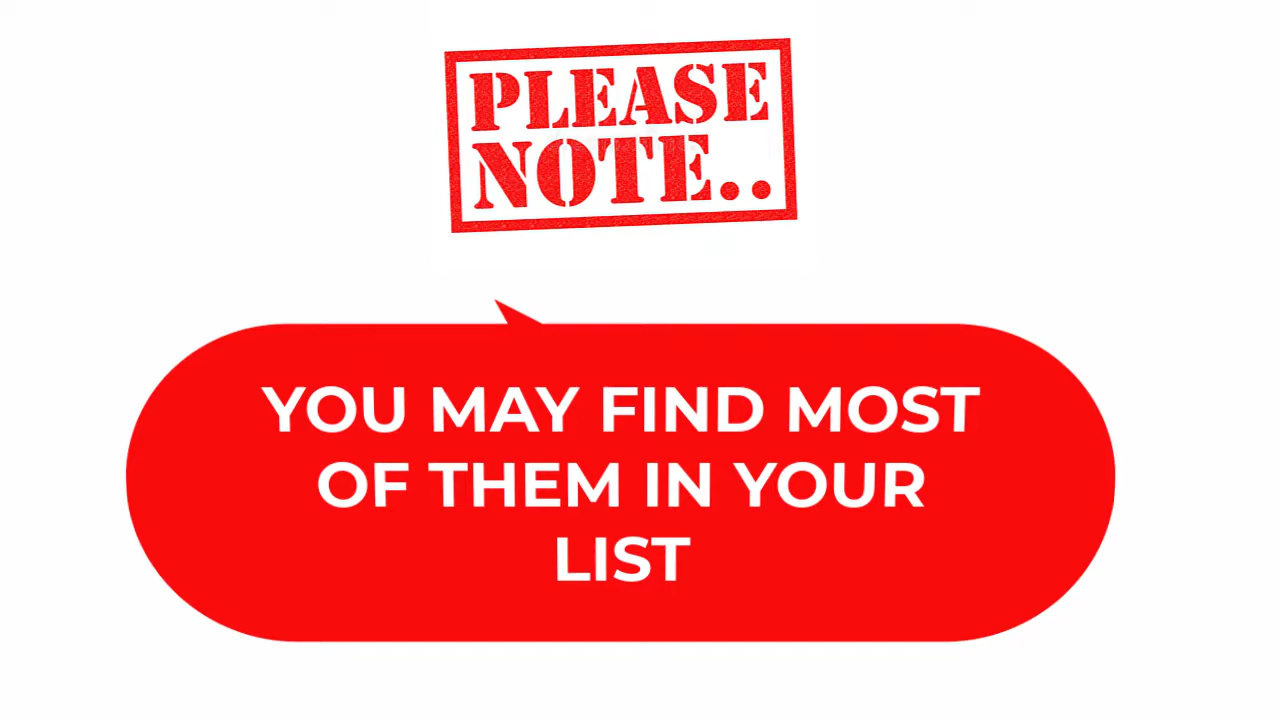 PLEASE
NOTE..
YOU MAY FIND MOST
OF THEM IN YOUR
LIST